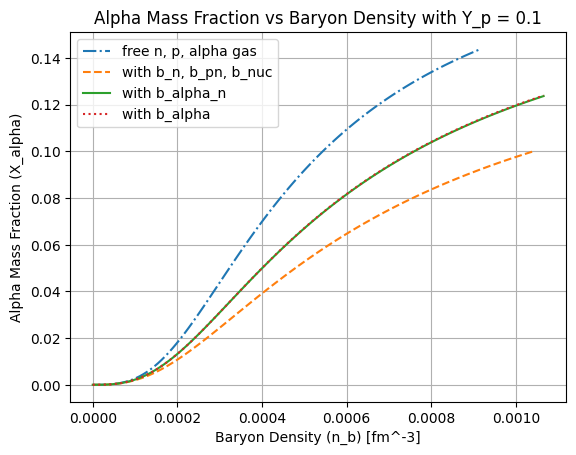 Alpha Mass Fraction vs Baryon Density with Y_p = 0.1
free n, p, alpha gas
with b_n, b_pn, b_nuc
with b_alpha_n
with b_alpha
Alpha Mass Fraction (X_alpha)
0.14
0.12
0.10
0.08
0.06
0.04
0.02
0.00
0.0000 0.0002 0.0004 0.0006 0.0008 0.0010
Baryon Density (n_b) [fm^-3]